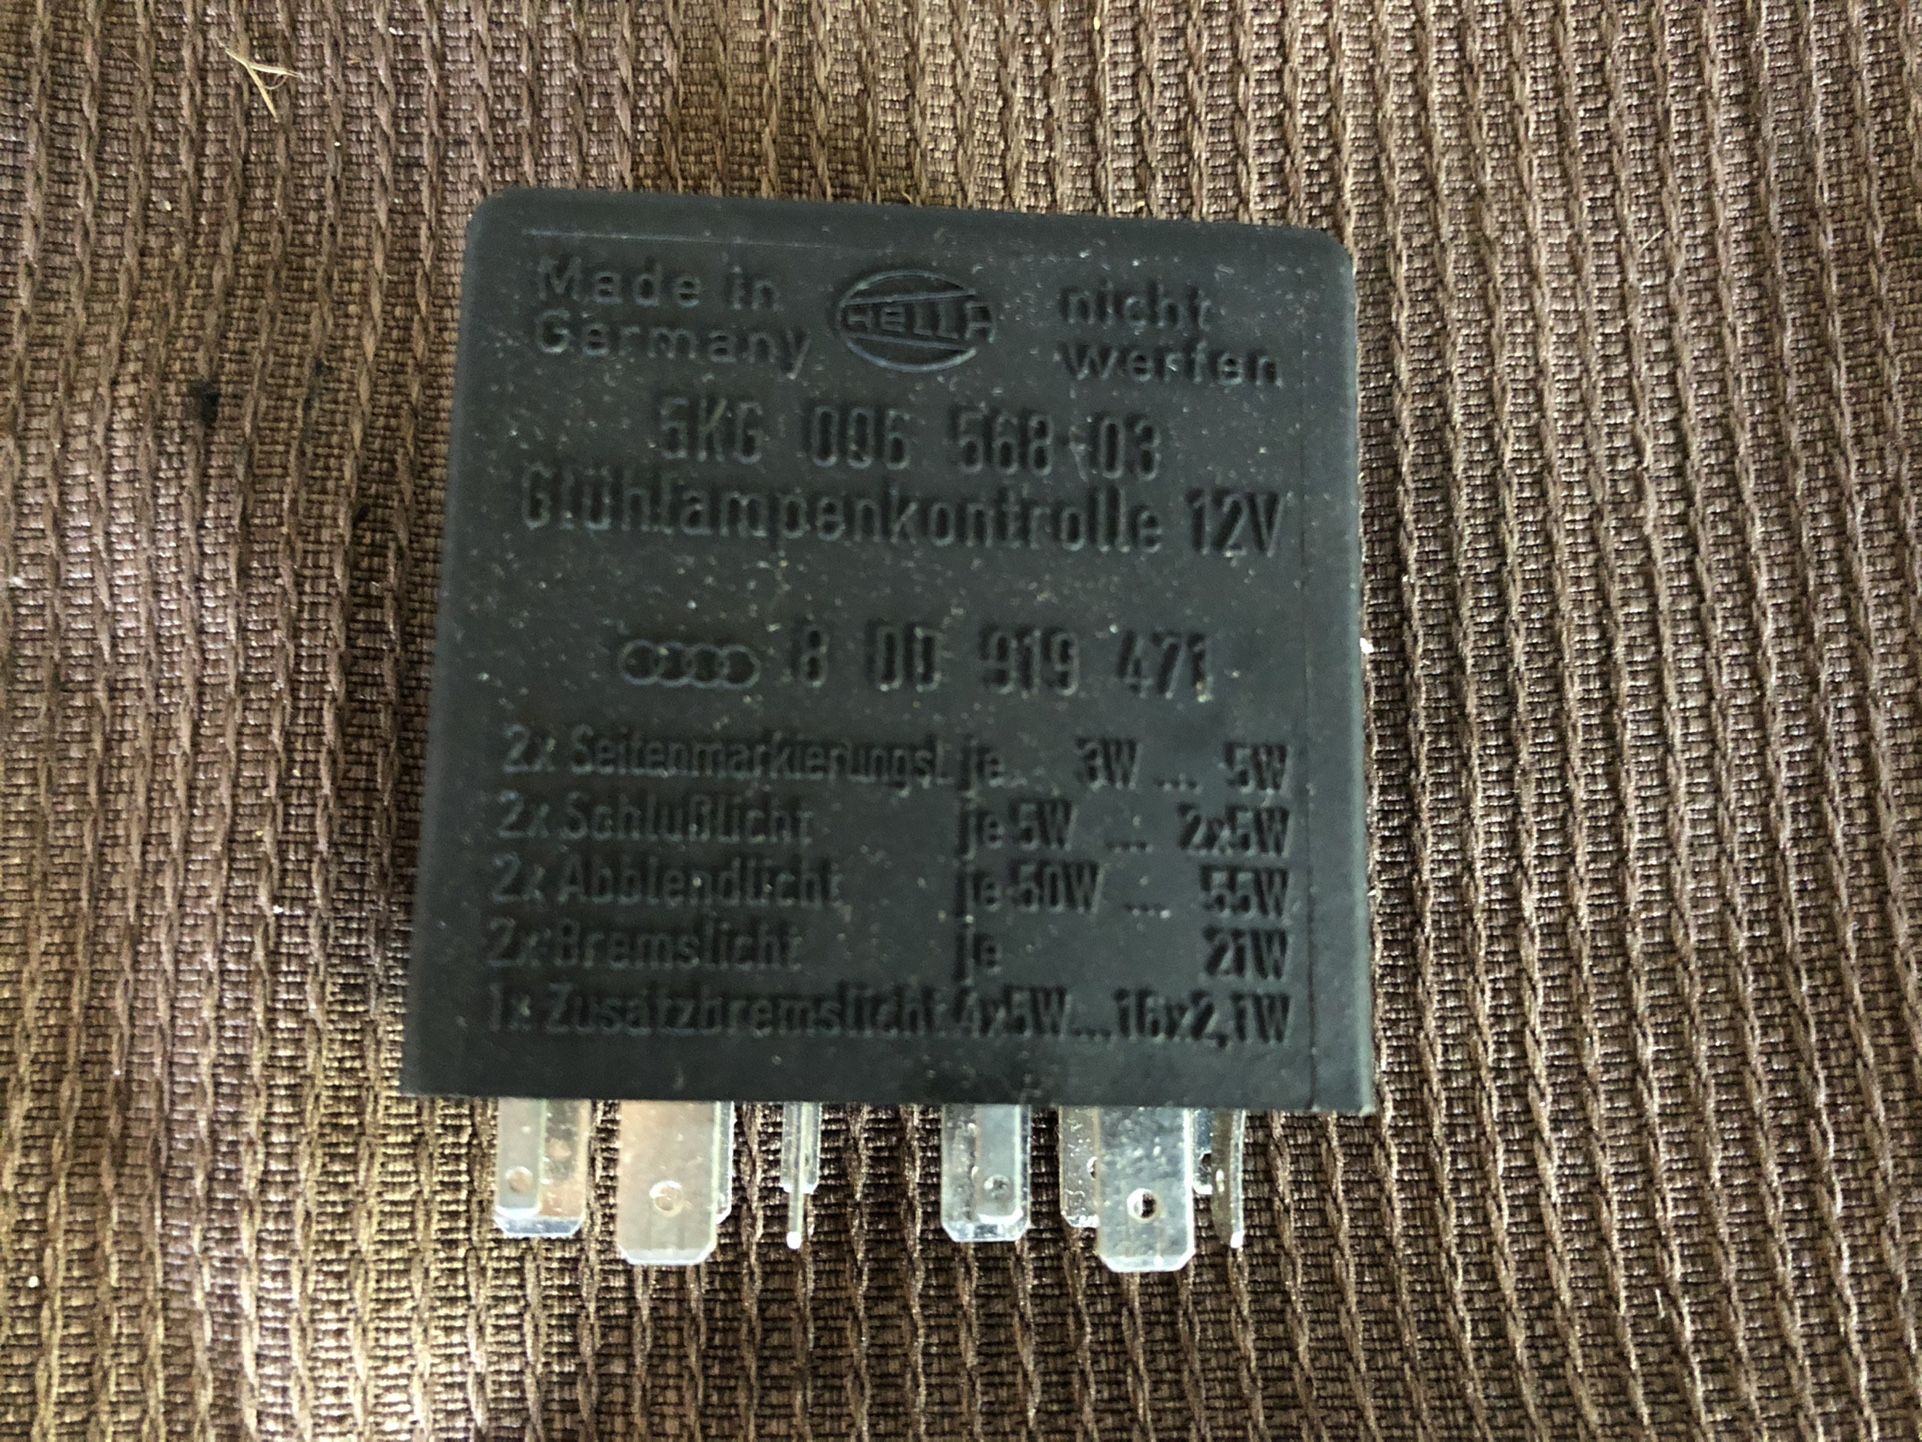 Made in
Germany
HELLA
nicht
werfen
5KG 006 568-03
Glühlampenkontrolle 12V
8 0D 919 471
2x Seitenmarkierungsl. je... 3W ... 5W
2x Schlußlicht je 5W ... 2x5W
2x Abblendlicht je 50W ... 55W
2x Bremslicht je 21W
1x Zusatzbremslicht 4x5W...16x2,1W